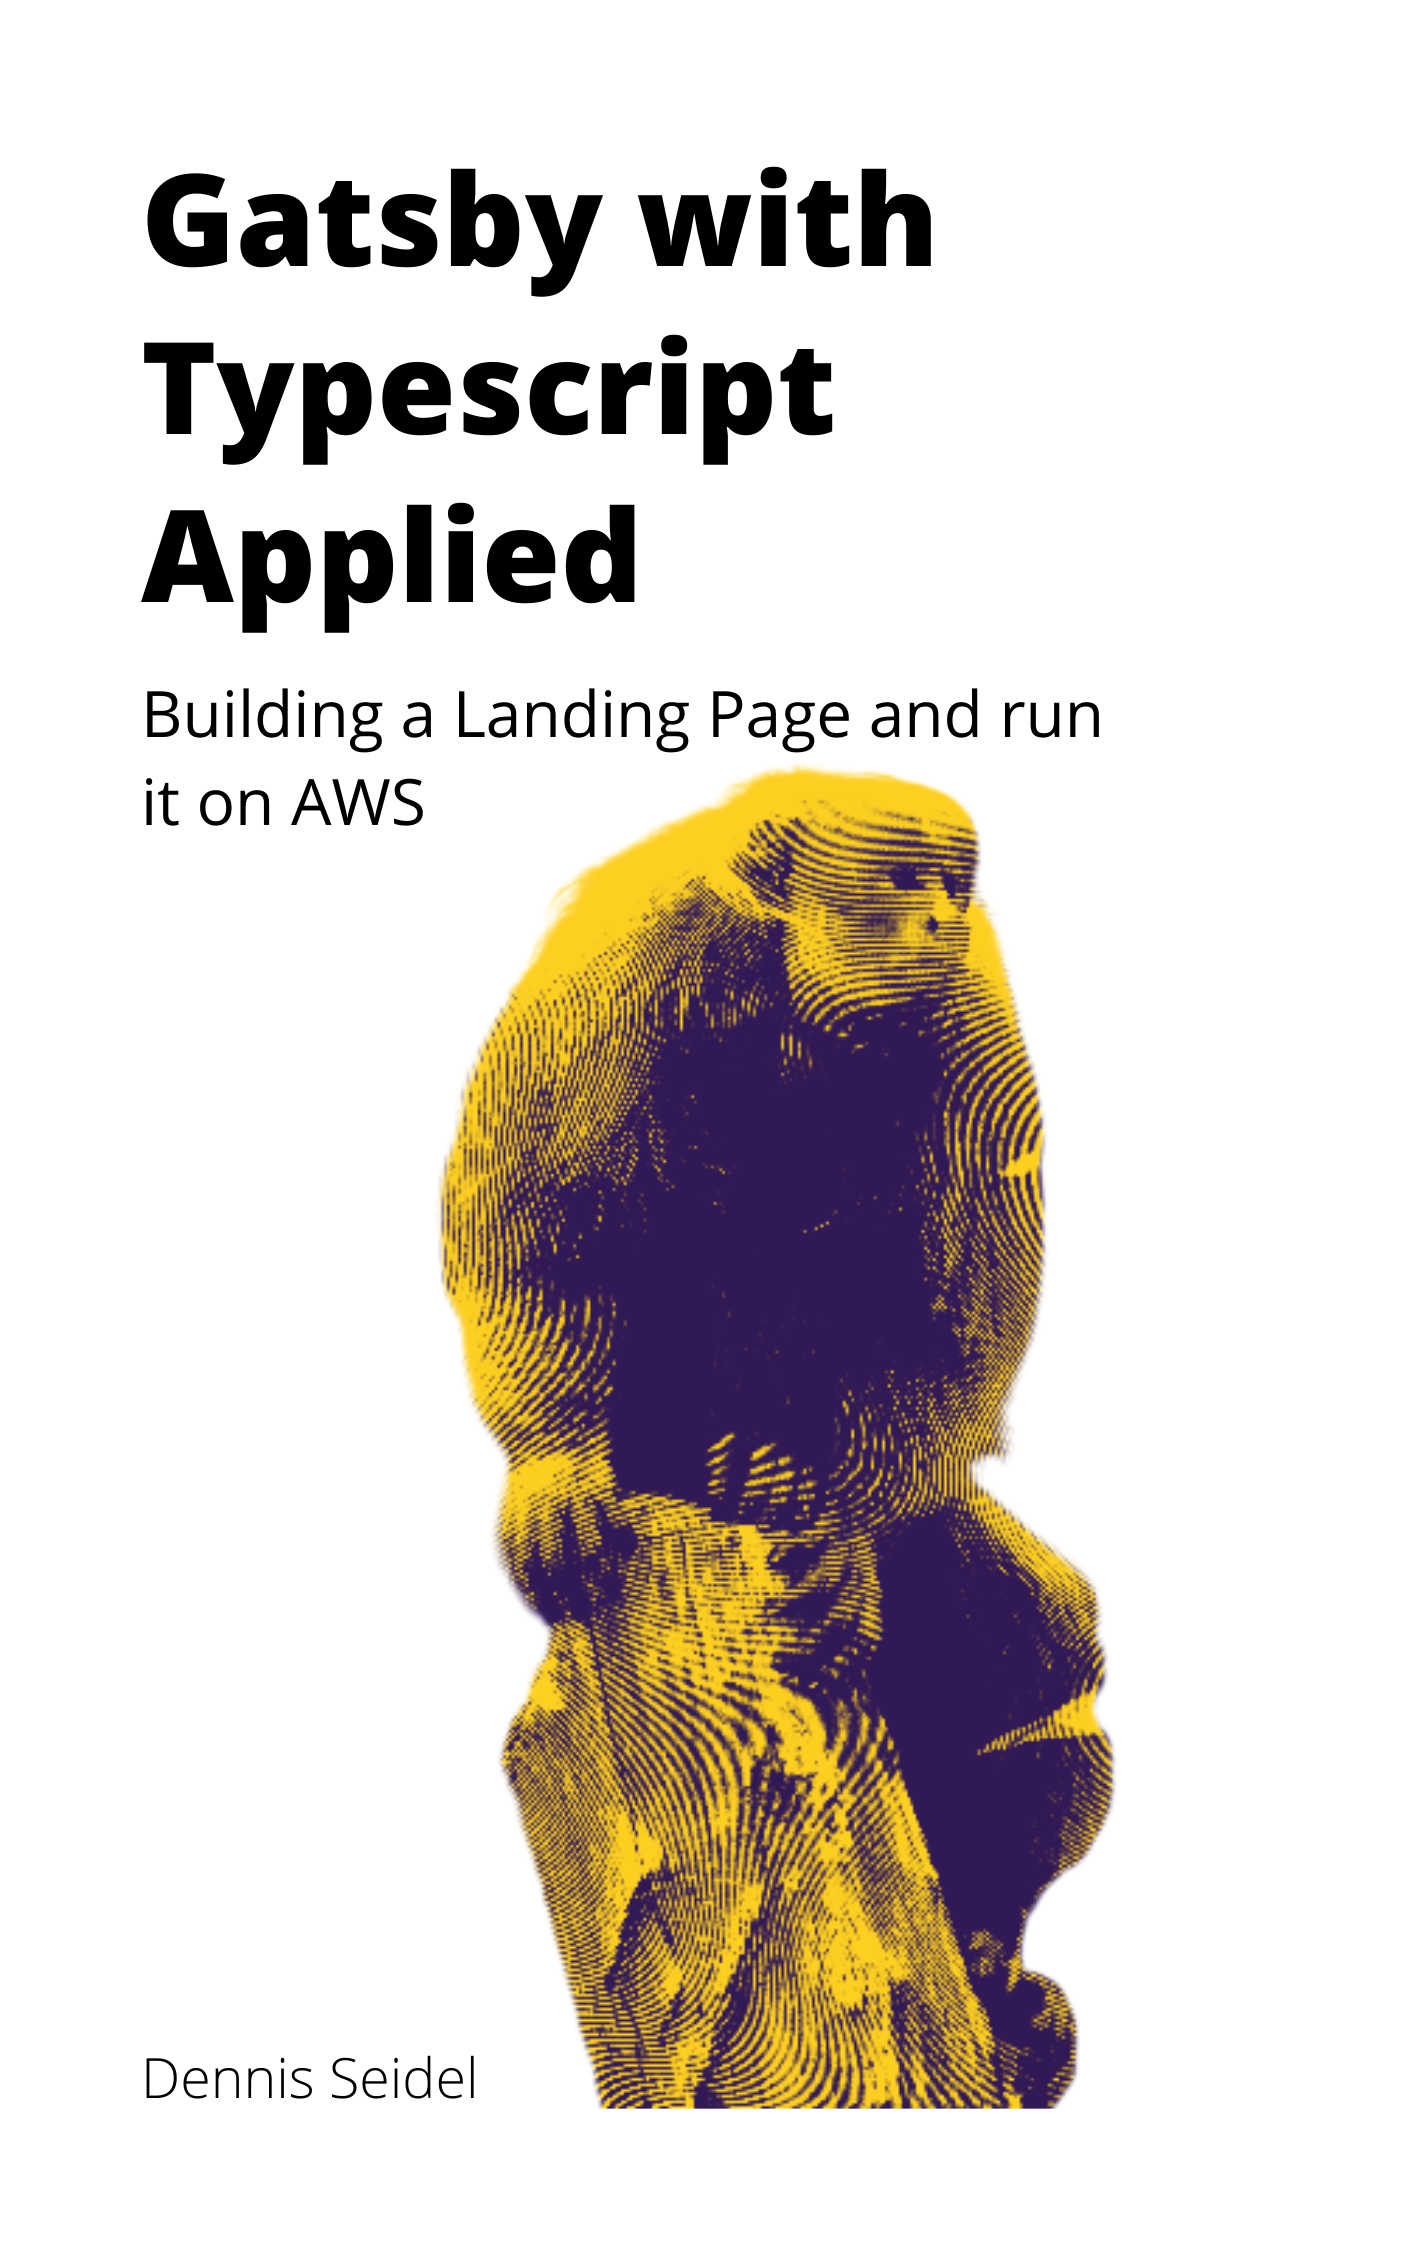 Gatsby with
Typescript
Applied
Building a Landing Page and run
it on AWS
Dennis Seidel